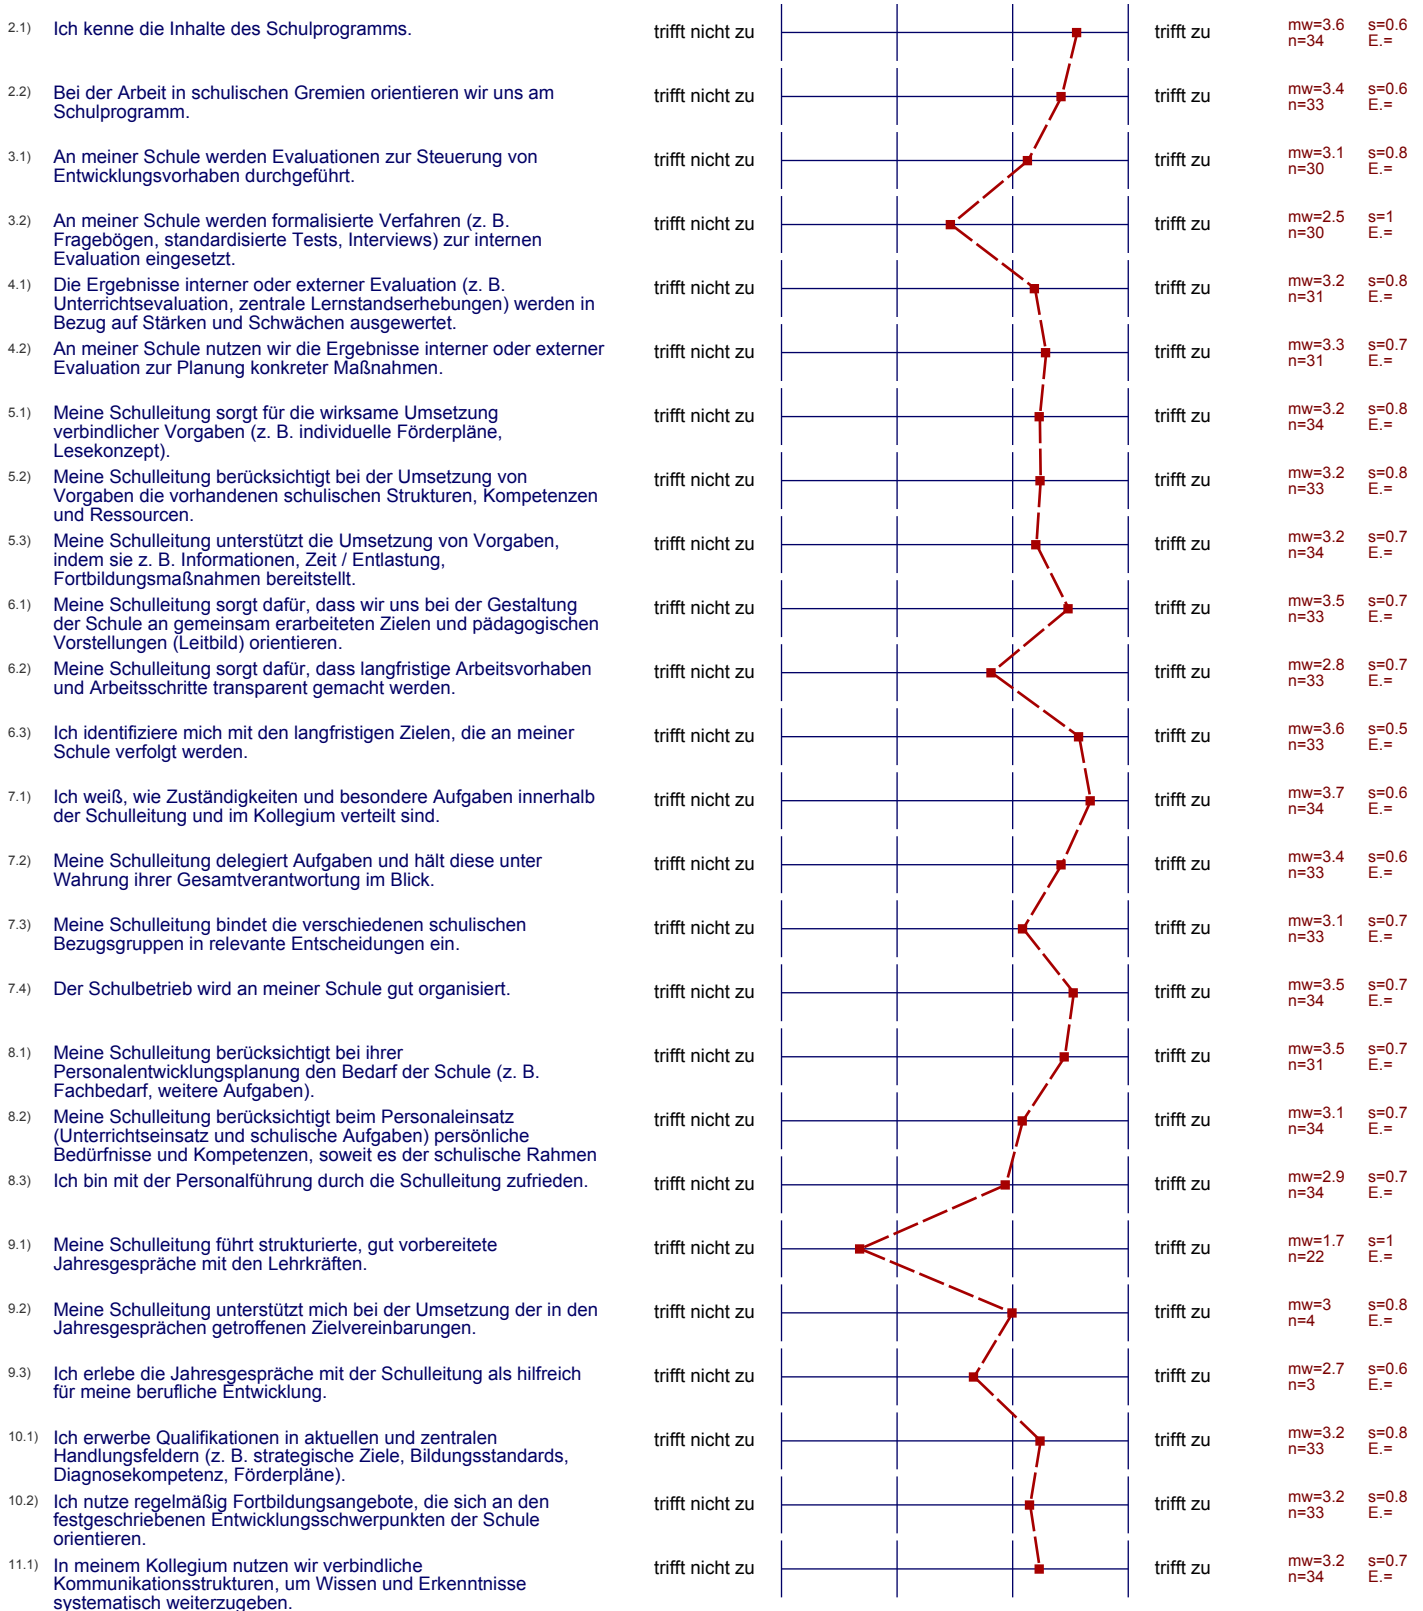 2.1) Ich kenne die Inhalte des Schulprogramms. trifft nicht zu trifft zu mw=3.6 s=0.6
n=34 E.=
2.2) Bei der Arbeit in schulischen Gremien orientieren wir uns am trifft nicht zu trifft zu mw=3.4 s=0.6
Schulprogramm. n=33 E.=
3.1) An meiner Schule werden Evaluationen zur Steuerung von trifft nicht zu trifft zu mw=3.1 s=0.8
Entwicklungsvorhaben durchgeführt. n=30 E.=
3.2) An meiner Schule werden formalisierte Verfahren (z. B. trifft nicht zu trifft zu mw=2.5 s=1
Fragebögen, standardisierte Tests, Interviews) zur internen n=30 E.=
Evaluation eingesetzt.
4.1) Die Ergebnisse interner oder externer Evaluation (z. B. trifft nicht zu trifft zu mw=3.2 s=0.8
Unterrichtsevaluation, zentrale Lernstandserhebungen) werden in n=31 E.=
Bezug auf Stärken und Schwächen ausgewertet.
4.2) An meiner Schule nutzen wir die Ergebnisse interner oder externer trifft nicht zu trifft zu mw=3.3 s=0.7
Evaluation zur Planung konkreter Maßnahmen. n=31 E.=
5.1) Meine Schulleitung sorgt für die wirksame Umsetzung trifft nicht zu trifft zu mw=3.2 s=0.8
verbindlicher Vorgaben (z. B. individuelle Förderpläne, n=34 E.=
Lesekonzept).
5.2) Meine Schulleitung berücksichtigt bei der Umsetzung von trifft nicht zu trifft zu mw=3.2 s=0.8
Vorgaben die vorhandenen schulischen Strukturen, Kompetenzen n=33 E.=
und Ressourcen.
5.3) Meine Schulleitung unterstützt die Umsetzung von Vorgaben, trifft nicht zu trifft zu mw=3.2 s=0.7
indem sie z. B. Informationen, Zeit / Entlastung, n=34 E.=
Fortbildungsmaßnahmen bereitstellt.
6.1) Meine Schulleitung sorgt dafür, dass wir uns bei der Gestaltung trifft nicht zu trifft zu mw=3.5 s=0.7
der Schule an gemeinsam erarbeiteten Zielen und pädagogischen n=33 E.=
Vorstellungen (Leitbild) orientieren.
6.2) Meine Schulleitung sorgt dafür, dass langfristige Arbeitsvorhaben trifft nicht zu trifft zu mw=2.8 s=0.7
und Arbeitsschritte transparent gemacht werden. n=33 E.=
6.3) Ich identifiziere mich mit den langfristigen Zielen, die an meiner trifft nicht zu trifft zu mw=3.6 s=0.5
Schule verfolgt werden. n=33 E.=
7.1) Ich weiß, wie Zuständigkeiten und besondere Aufgaben innerhalb trifft nicht zu trifft zu mw=3.7 s=0.6
der Schulleitung und im Kollegium verteilt sind. n=34 E.=
7.2) Meine Schulleitung delegiert Aufgaben und hält diese unter trifft nicht zu trifft zu mw=3.4 s=0.6
Wahrung ihrer Gesamtverantwortung im Blick. n=33 E.=
7.3) Meine Schulleitung bindet die verschiedenen schulischen trifft nicht zu trifft zu mw=3.1 s=0.7
Bezugsgruppen in relevante Entscheidungen ein. n=33 E.=
7.4) Der Schulbetrieb wird an meiner Schule gut organisiert. trifft nicht zu trifft zu mw=3.5 s=0.7
n=34 E.=
8.1) Meine Schulleitung berücksichtigt bei ihrer trifft nicht zu trifft zu mw=3.5 s=0.7
Personalentwicklungsplanung den Bedarf der Schule (z. B. n=31 E.=
Fachbedarf, weitere Aufgaben).
8.2) Meine Schulleitung berücksichtigt beim Personaleinsatz trifft nicht zu trifft zu mw=3.1 s=0.7
(Unterrichtseinsatz und schulische Aufgaben) persönliche n=34 E.=
Bedürfnisse und Kompetenzen, soweit es der schulische Rahmen
8.3) Ich bin mit der Personalführung durch die Schulleitung zufrieden. trifft nicht zu trifft zu mw=2.9 s=0.7
n=34 E.=
9.1) Meine Schulleitung führt strukturierte, gut vorbereitete trifft nicht zu trifft zu mw=1.7 s=1
Jahresgespräche mit den Lehrkräften. n=22 E.=
9.2) Meine Schulleitung unterstützt mich bei der Umsetzung der in den trifft nicht zu trifft zu mw=3 s=0.8
Jahresgesprächen getroffenen Zielvereinbarungen. n=4 E.=
9.3) Ich erlebe die Jahresgespräche mit der Schulleitung als hilfreich trifft nicht zu trifft zu mw=2.7 s=0.6
für meine berufliche Entwicklung. n=3 E.=
10.1) Ich erwerbe Qualifikationen in aktuellen und zentralen trifft nicht zu trifft zu mw=3.2 s=0.8
Handlungsfeldern (z. B. strategische Ziele, Bildungsstandards, n=33 E.=
Diagnosekompetenz, Förderpläne).
10.2) Ich nutze regelmäßig Fortbildungsangebote, die sich an den trifft nicht zu trifft zu mw=3.2 s=0.8
festgeschriebenen Entwicklungsschwerpunkten der Schule n=33 E.=
orientieren.
11.1) In meinem Kollegium nutzen wir verbindliche trifft nicht zu trifft zu mw=3.2 s=0.7
Kommunikationsstrukturen, um Wissen und Erkenntnisse n=34 E.=
systematisch weiterzugeben.